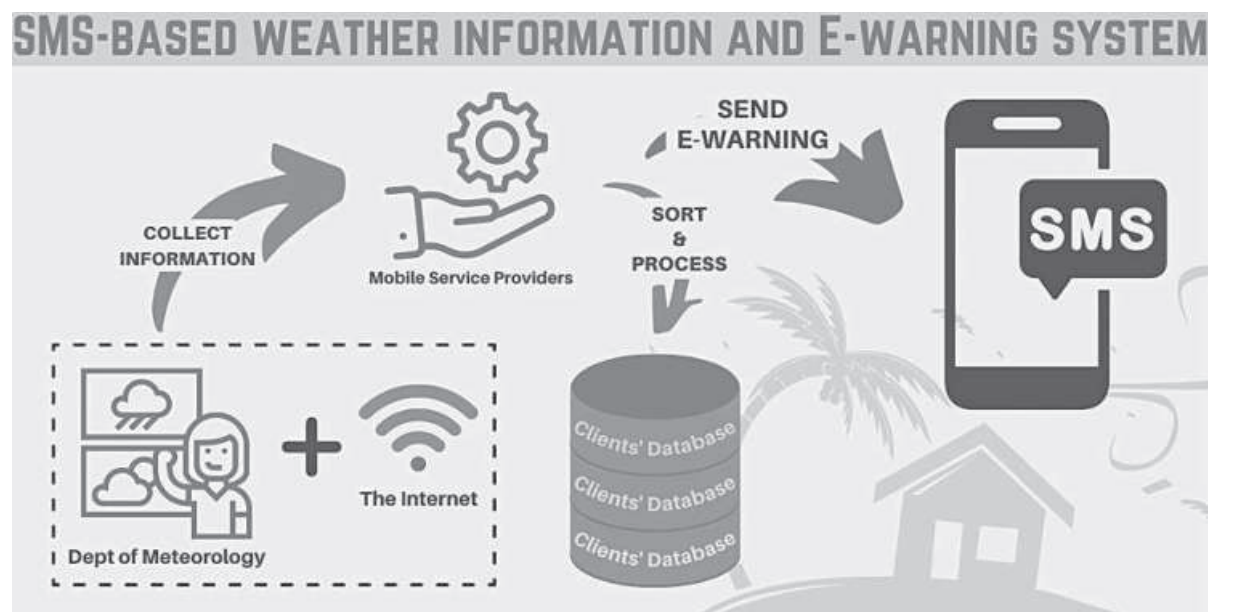 SMS-BASED WEATHER INFORMATION AND E-WARNING SYSTEM
SEND
E-WARNING
SMS
COLLECT
INFORMATION
SORT
&
PROCESS
Mobile Service Providers
Clients' Database
Clients' Database
Clients' Database
The Internet
Dept of Meteorology